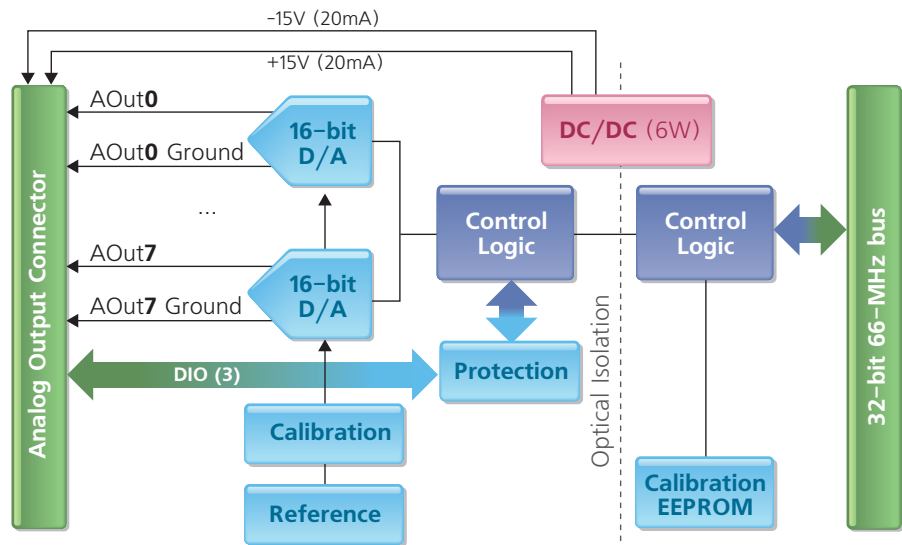 -15V (20mA)
+15V (20mA)
AOut0
AOut0 Ground
...
AOut7
AOut7 Ground
16-bit
D/A
16-bit
D/A
DC/DC (6W)
Control
Logic
Control
Logic
Analog Output Connector
32-bit 66-MHz bus
Optical Isolation
DIO (3)
Protection
Calibration
Reference
Calibration
EEPROM